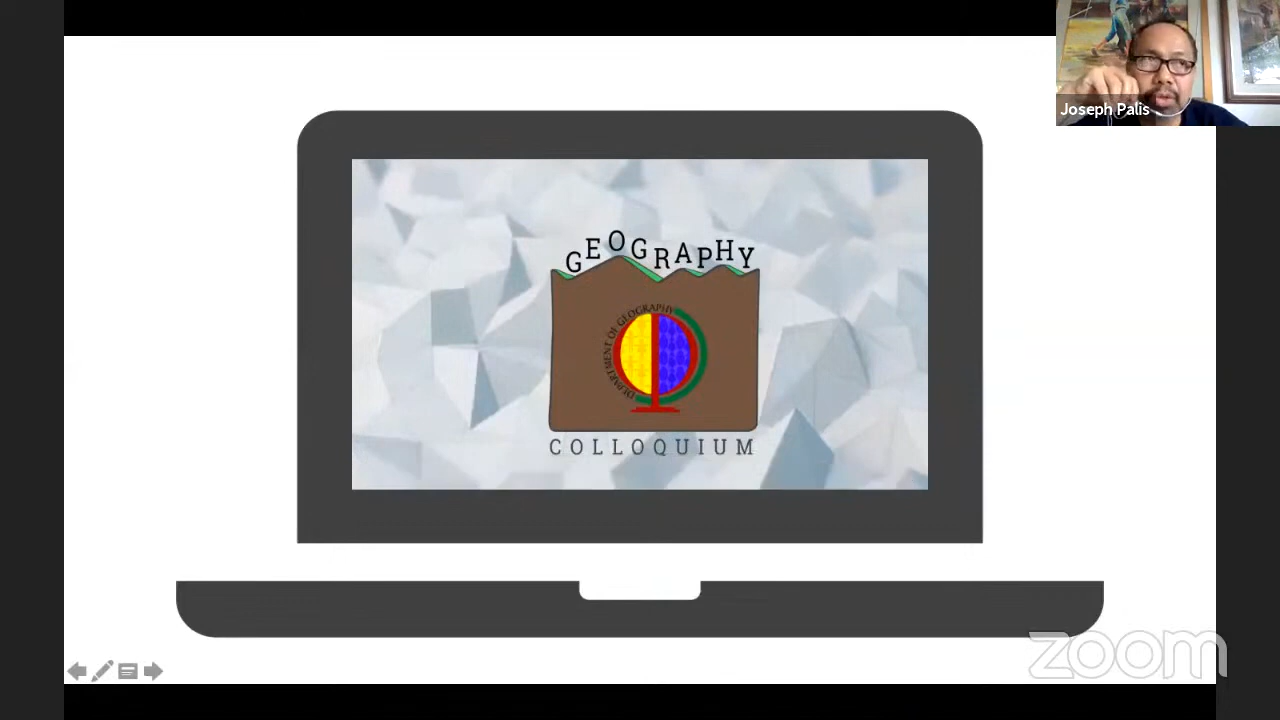 Joseph Palis
GEOGRAPHY
DEPARTMENT OF GEOGRAPHY
COLLOQUIUM
zoom